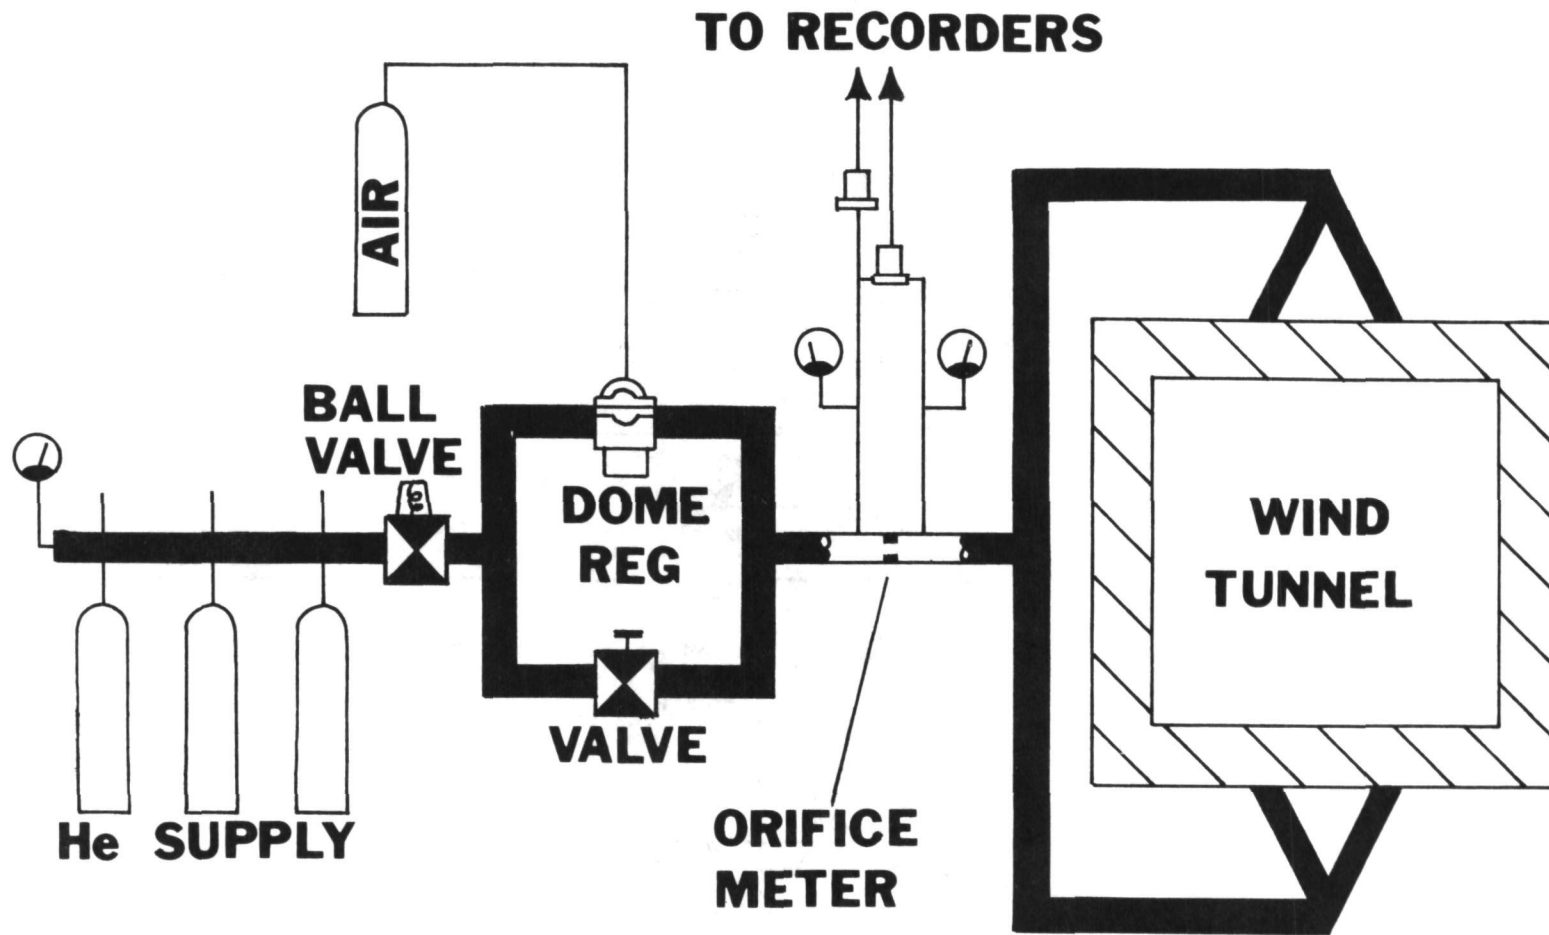 TO RECORDERS
AIR
BALL
VALVE
DOME
REG
WIND
TUNNEL
VALVE
He SUPPLY
ORIFICE
METER